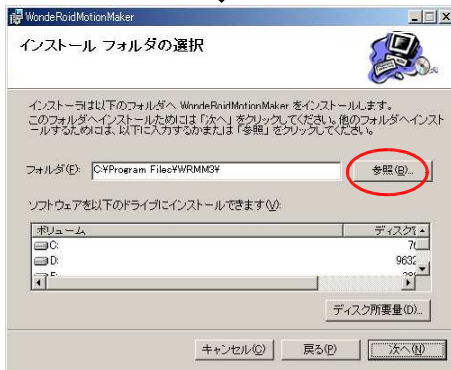 WondeRoidMotionMaker
インストール フォルダの選択
インストーラは以下のフォルダへ WondeRoidMotionMaker をインストールします。
このフォルダへインストールするためには「次へ」をクリックしてください。他のフォルダへインスト
ールするためには、以下に入力するかまたは「参照」をクリックしてください。
フォルダ(F): C:¥Program Files¥WRMM3¥ 参照(R)...
ソフトウェアを以下のドライブにインストールできます(V):
ボリューム ディスク
C:
D: 9632
ディスク所要量(D)...
キャンセル(C) 戻る(P) 次へ(N)